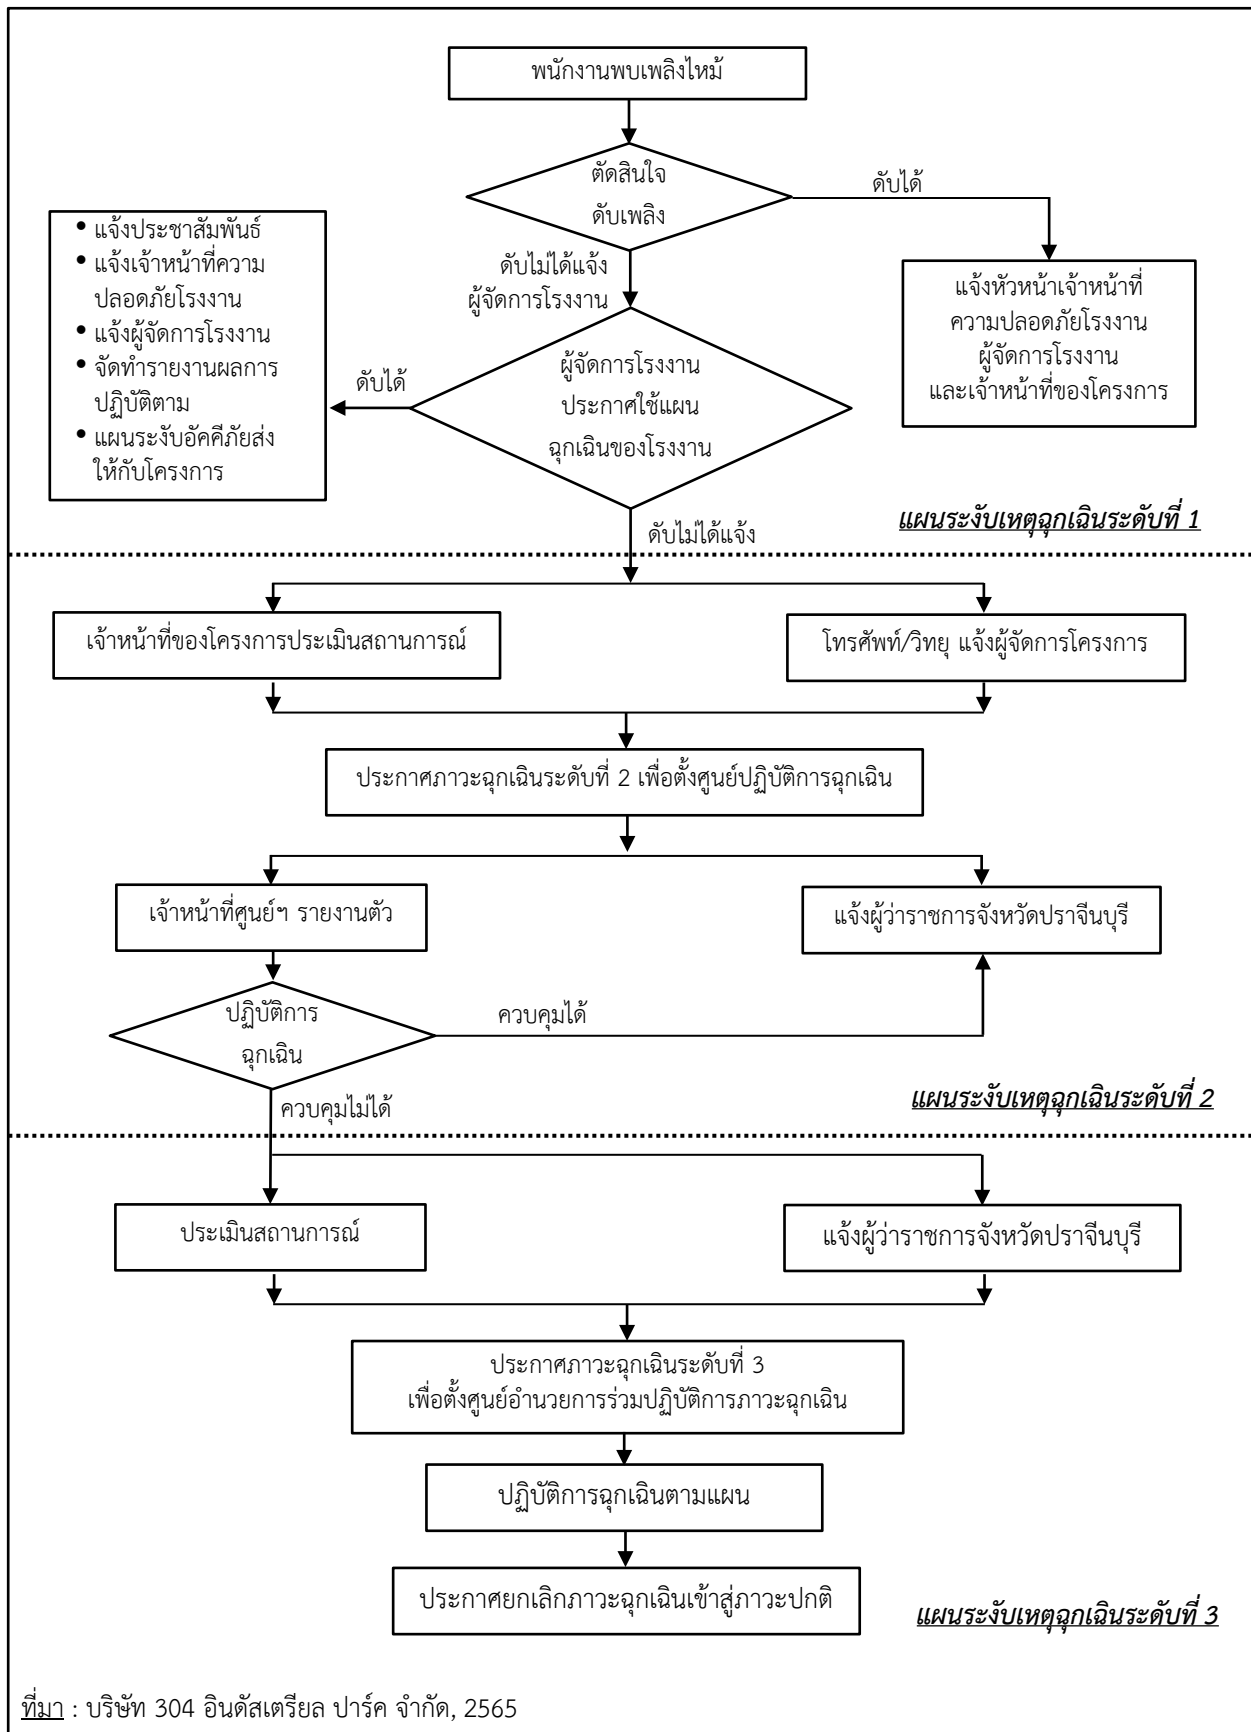 พนักงานพบเพลิงไหม้
ตัดสินใจ
ดับเพลิง
ดับได้
แจ้งหัวหน้าเจ้าหน้าที่
ความปลอดภัยโรงงาน
ผู้จัดการโรงงาน
และเจ้าหน้าที่ของโครงการ
ดับไม่ได้แจ้ง
ผู้จัดการโรงงาน
ผู้จัดการโรงงาน
ประกาศใช้แผน
ฉุกเฉินของโรงงาน
ดับได้
• แจ้งประชาสัมพันธ์
• แจ้งเจ้าหน้าที่ความ
ปลอดภัยโรงงาน
• แจ้งผู้จัดการโรงงาน
• จัดทำรายงานผลการ
ปฏิบัติตาม
• แผนระงับอัคคีภัยส่ง
ให้กับโครงการ
แผนระงับเหตุฉุกเฉินระดับที่ 1
ดับไม่ได้แจ้ง
เจ้าหน้าที่ของโครงการประเมินสถานการณ์
โทรศัพท์/วิทยุ แจ้งผู้จัดการโครงการ
ประกาศภาวะฉุกเฉินระดับที่ 2 เพื่อตั้งศูนย์ปฏิบัติการฉุกเฉิน
เจ้าหน้าที่ศูนย์ฯ รายงานตัว
แจ้งผู้ว่าราชการจังหวัดปราจีนบุรี
ปฏิบัติการ
ฉุกเฉิน
ควบคุมได้
ควบคุมไม่ได้
แผนระงับเหตุฉุกเฉินระดับที่ 2
ประเมินสถานการณ์
แจ้งผู้ว่าราชการจังหวัดปราจีนบุรี
ประกาศภาวะฉุกเฉินระดับที่ 3
เพื่อตั้งศูนย์อำนวยการร่วมปฏิบัติการภาวะฉุกเฉิน
ปฏิบัติการฉุกเฉินตามแผน
ประกาศยกเลิกภาวะฉุกเฉินเข้าสู่ภาวะปกติ
แผนระงับเหตุฉุกเฉินระดับที่ 3
ที่มา : บริษัท 304 อินดัสเตรียล ปาร์ค จำกัด, 2565